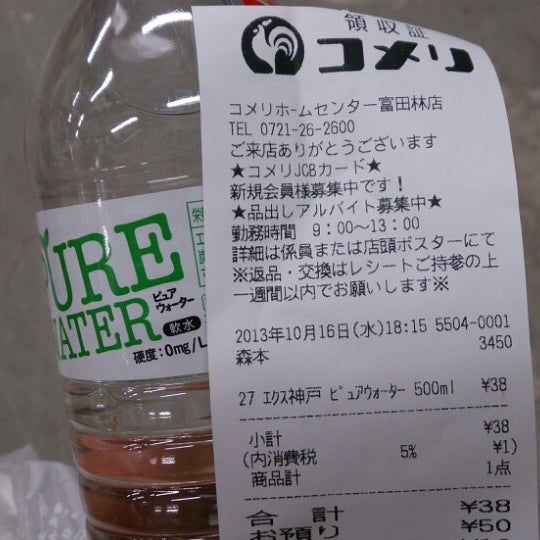 領収証
コメリ
コメリホームセンター富田林店
TEL 0721-26-2600
ご来店ありがとうございます
★コメリJCBカード★
新規会員様募集中です!
★品出しアルバイト募集中★
勤務時間 9:00~13:00
詳細は係員または店頭ポスターにて
※返品・交換はレシートご持参の上
一週間以内でお願いします※
2013年10月16日(水)18:15 5504-0001
森本 3450
27 エクス神戸 ピュアウォーター 500ml ¥38
小計 ¥38
(内消費税 5% ¥1)
商品計 1点
合計 ¥38
お預り ¥50
PURE
WATER
ピュア
ウォーター
軟水
硬度:0mg/L